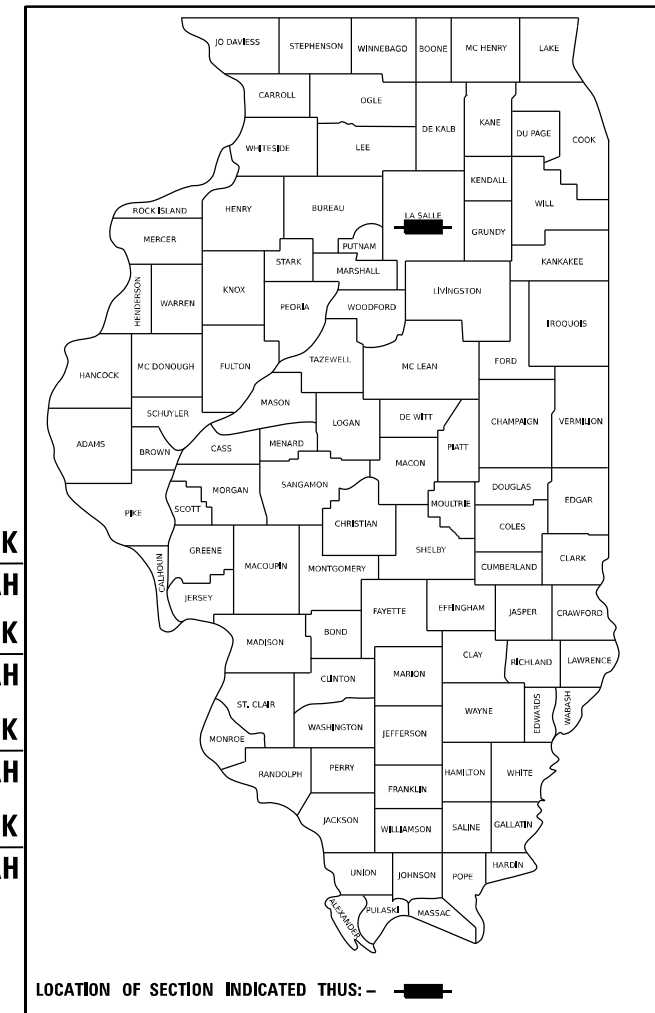 JO DAVIESS STEPHENSON WINNEBAGO BOONE MC HENRY LAKE
CARROLL OGLE DE KALB KANE DU PAGE COOK
WHITESIDE LEE KENDALL WILL
ROCK ISLAND HENRY BUREAU LA SALLE GRUNDY
MERCER PUTNAM KANKAKEE
HENDERSON WARREN KNOX STARK MARSHALL LIVINGSTON
PEORIA WOODFORD IROQUOIS
HANCOCK MC DONOUGH FULTON TAZEWELL MC LEAN FORD
SCHUYLER MASON LOGAN DE WITT CHAMPAIGN VERMILION
ADAMS BROWN CASS MENARD MACON PIATT
PIKE SCOTT MORGAN SANGAMON MOULTRIE DOUGLAS EDGAR
CHRISTIAN COLES
K
CALHOUN GREENE MACOUPIN MONTGOMERY SHELBY CUMBERLAND CLARK
AH
JERSEY FAYETTE EFFINGHAM JASPER CRAWFORD
K
MADISON BOND CLAY RICHLAND LAWRENCE
AH
CLINTON MARION
ST. CLAIR WAYNE EDWARDS WABASH
K
MONROE WASHINGTON JEFFERSON
AH
RANDOLPH PERRY FRANKLIN HAMILTON WHITE
K
JACKSON WILLIAMSON SALINE GALLATIN
AH
UNION JOHNSON POPE HARDIN
ALEXANDER PULASKI MASSAC
LOCATION OF SECTION INDICATED THUS: –